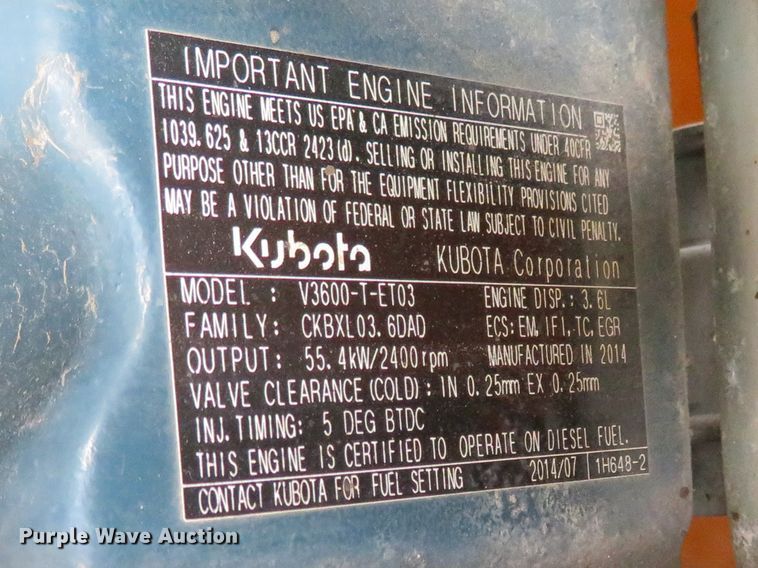 IMPORTANT ENGINE INFORMATION
THIS ENGINE MEETS US EPA & CA EMISSION REQUIREMENTS UNDER 40CFR
1039.625 & 13CCR 2423(d). SELLING OR INSTALLING THIS ENGINE FOR ANY
PURPOSE OTHER THAN FOR THE EQUIPMENT FLEXIBILITY PROVISIONS CITED
MAY BE A VIOLATION OF FEDERAL OR STATE LAW SUBJECT TO CIVIL PENALTY.
Kubota KUBOTA Corporation
MODEL : V3600-T-ET03 ENGINE DISP.: 3.6L
FAMILY: CKBXL03.6DAD ECS: EM, IFI, TC, EGR
OUTPUT: 55.4kW/2400rpm MANUFACTURED IN 2014
VALVE CLEARANCE(COLD): IN 0.25mm EX 0.25mm
INJ. TIMING: 5 DEG BTDC
THIS ENGINE IS CERTIFIED TO OPERATE ON DIESEL FUEL.
CONTACT KUBOTA FOR FUEL SETTING 2014/07 1H648-2
Purple Wave Auction